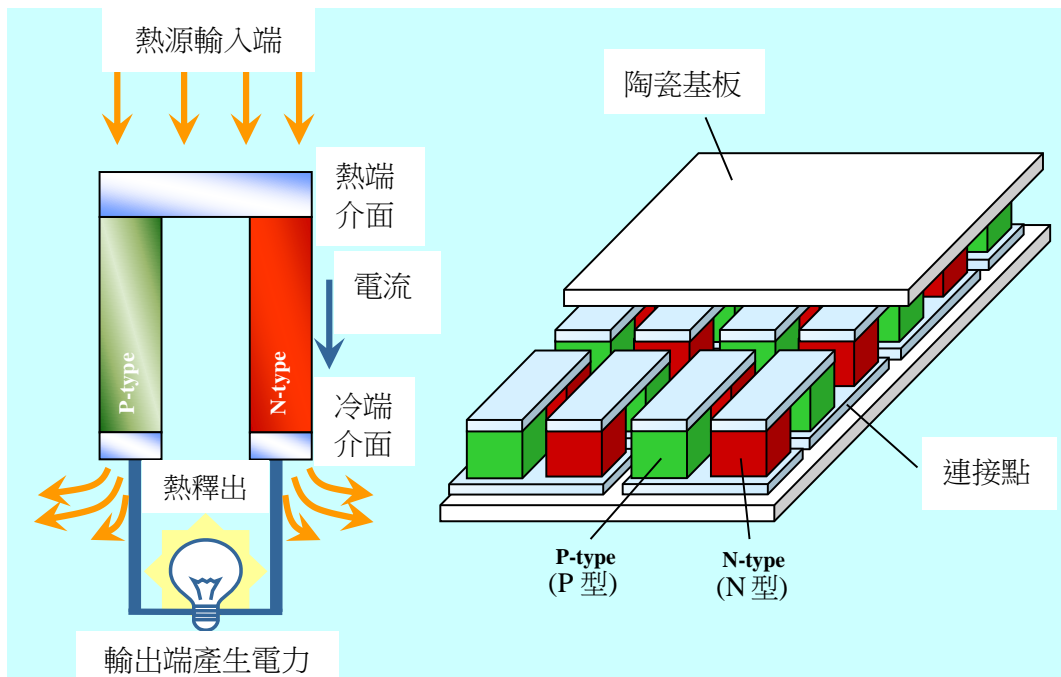 熱源輸入端
熱端
介面
電流
P-type
N-type
冷端
介面
熱釋出
輸出端產生電力
陶瓷基板
連接點
P-type
(P 型)
N-type
(N 型)